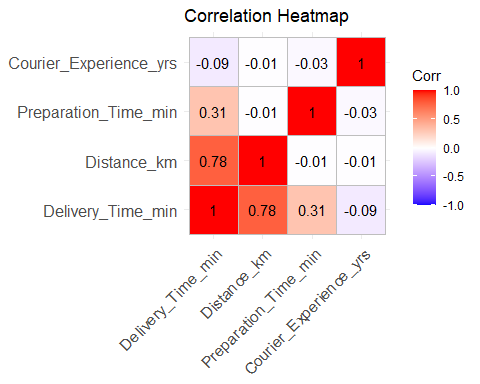 Correlation Heatmap
Courier_Experience_yrs -0.09 -0.01 -0.03 1
Preparation_Time_min 0.31 -0.01 1 -0.03
Distance_km 0.78 1 -0.01 -0.01
Delivery_Time_min 1 0.78 0.31 -0.09
Delivery_Time_min
Distance_km
Preparation_Time_min
Courier_Experience_yrs
Corr
1.0
0.5
0.0
-0.5
-1.0